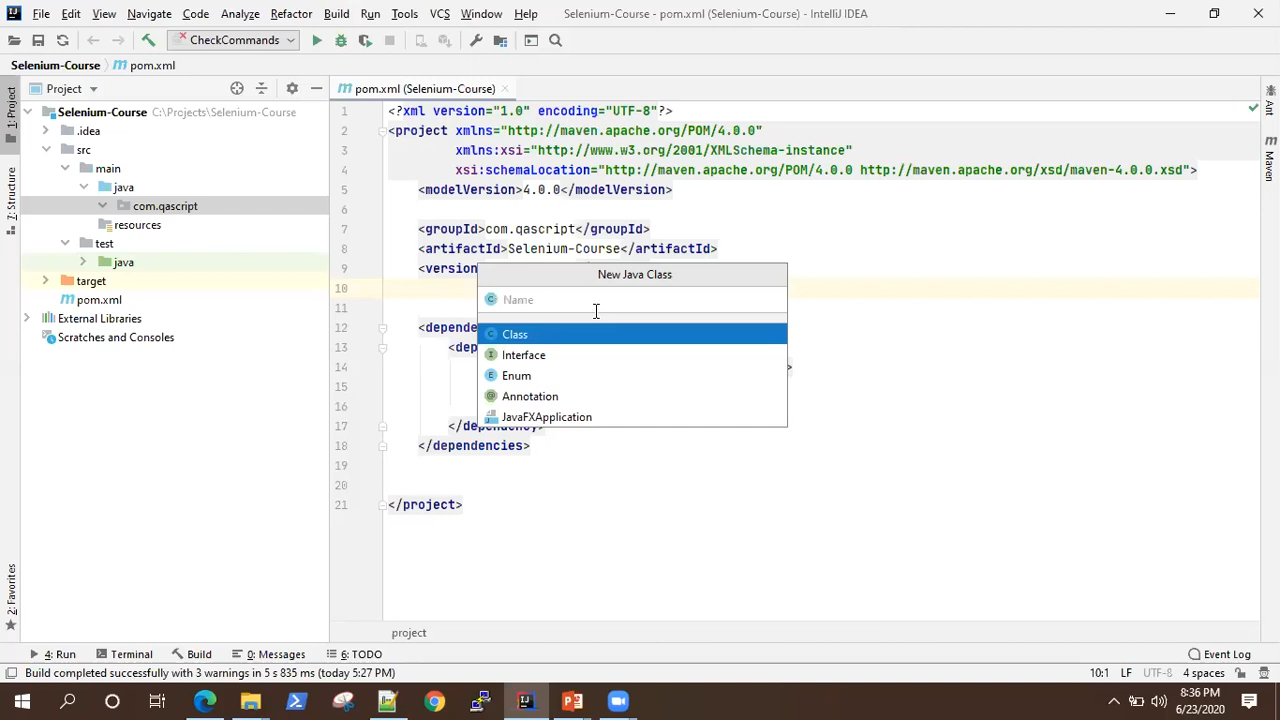 File Edit View Navigate Code Analyze Refactor Build Run Tools VCS Window Help Selenium-Course - pom.xml (Selenium-Course) - IntelliJ IDEA
CheckCommands
Selenium-Course pom.xml
Project
pom.xml (Selenium-Course)
1: Project
Z: Structure
2: Favorites
Selenium-Course C:\Projects\Selenium-Course
.idea
src
main
java
com.qascript
resources
test
java
target
pom.xml
External Libraries
Scratches and Consoles
1 <?xml version="1.0" encoding="UTF-8"?>
2 <project xmlns="http://maven.apache.org/POM/4.0.0"
3 xmlns:xsi="http://www.w3.org/2001/XMLSchema-instance"
4 xsi:schemaLocation="http://maven.apache.org/POM/4.0.0 http://maven.apache.org/xsd/maven-4.0.0.xsd">
5 <modelVersion>4.0.0</modelVersion>
6
7 <groupId>com.qascript</groupId>
8 <artifactId>Selenium-Course</artifactId>
9 <version
10
11
12 <depende
13 <dep
14 >
15
16
17 </dependency>
18 </dependencies>
19
20
21 </project>
New Java Class
Name
Class
Interface
Enum
Annotation
JavaFXApplication
Ant
Maven
project
4: Run Terminal Build 0: Messages 6: TODO Event Log
Build completed successfully with 3 warnings in 5 s 835 ms (today 5:27 PM) 10:1 LF UTF-8 4 spaces
8:36 PM
6/23/2020